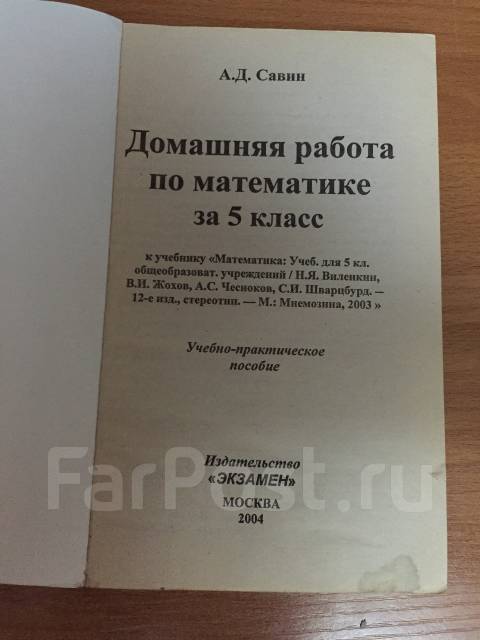 А.Д. Савин
Домашняя работа
по математике
за 5 класс
к учебнику «Математика: Учеб. для 5 кл.
общеобразоват. учреждений / Н.Я. Виленкин,
В.И. Жохов, А.С. Чесноков, С.И. Шварцбурд. —
12-е изд., стереотип. — М.: Мнемозина, 2003 »
Учебно-практическое
пособие
Издательство
«ЭКЗАМЕН»
FarPost.ru
МОСКВА
2004